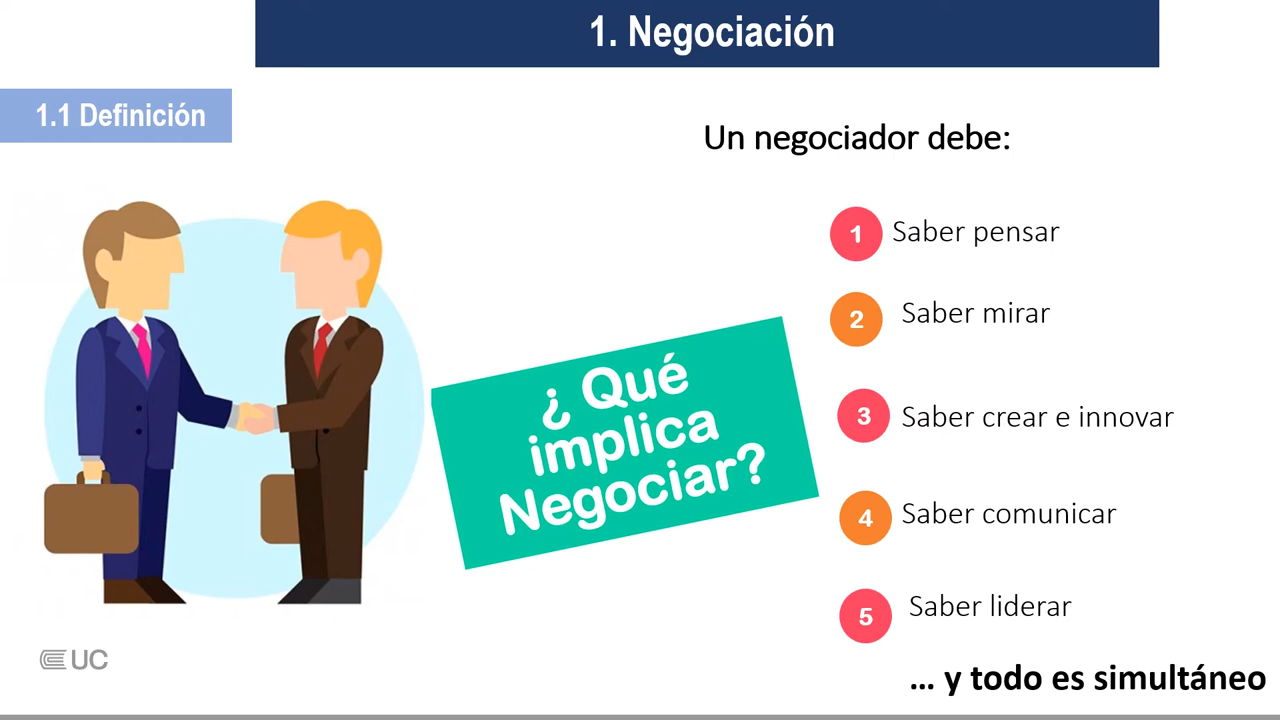 1. Negociación
1.1 Definición
Un negociador debe:
1 Saber pensar
2 Saber mirar
3 Saber crear e innovar
4 Saber comunicar
5 Saber liderar
¿ Qué
implica
Negociar?
UC
... y todo es simultáneo